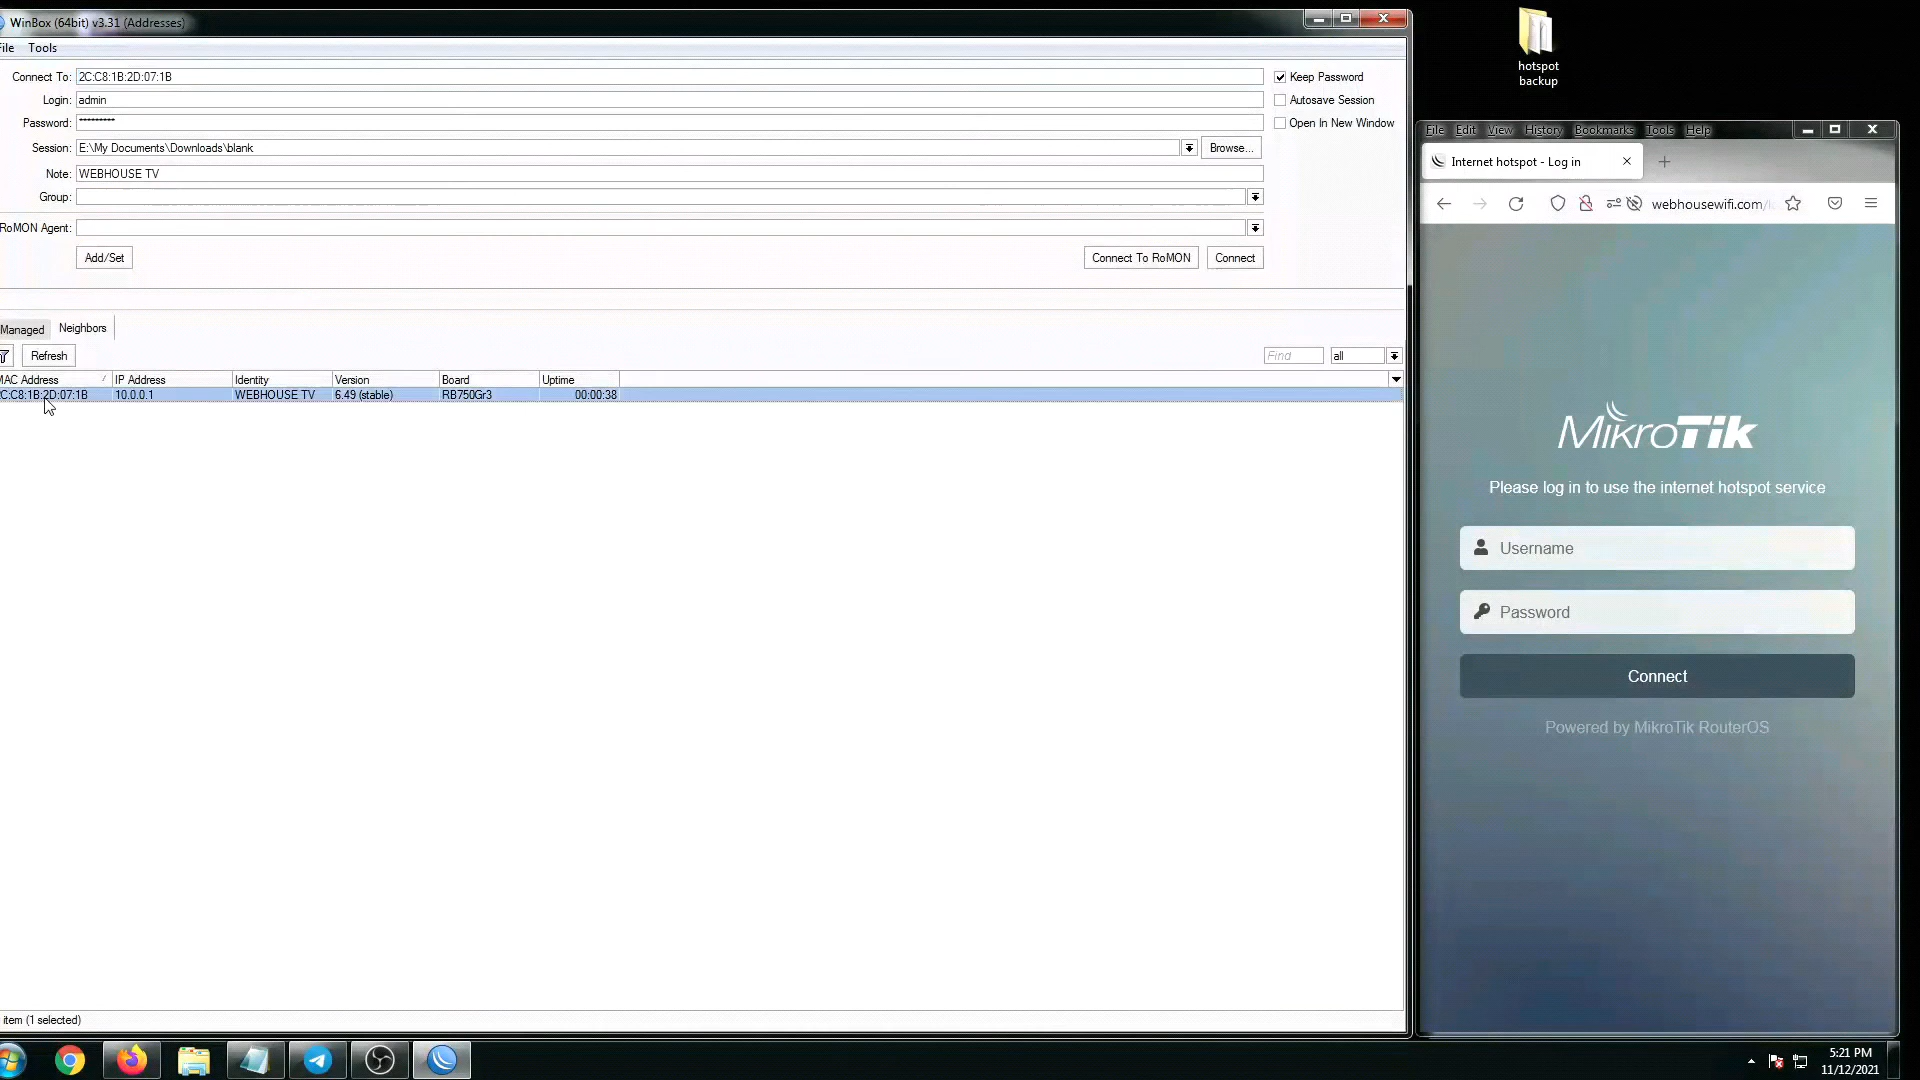 WinBox (64bit) v3.31 (Addresses)
File Tools
Connect To: 2C:C8:1B:2D:07:1B
Keep Password
Login: admin
Autosave Session
Password: *********
Open In New Window
Session: E:\My Documents\Downloads\blank
Browse...
Note: WEBHOUSE TV
Group:
RoMON Agent:
Add/Set
Connect To RoMON
Connect
Managed Neighbors
Refresh
Find
all
MAC Address IP Address Identity Version Board Uptime
2C:C8:1B:2D:07:1B 10.0.0.1 WEBHOUSE TV 6.49 (stable) RB750Gr3 00:00:38
item (1 selected)
hotspot
backup
File Edit View History Bookmarks Tools Help
Internet hotspot - Log in
webhousewifi.com/
MikroTik
Please log in to use the internet hotspot service
Username
Password
Connect
Powered by MikroTik RouterOS
5:21 PM
11/12/2021